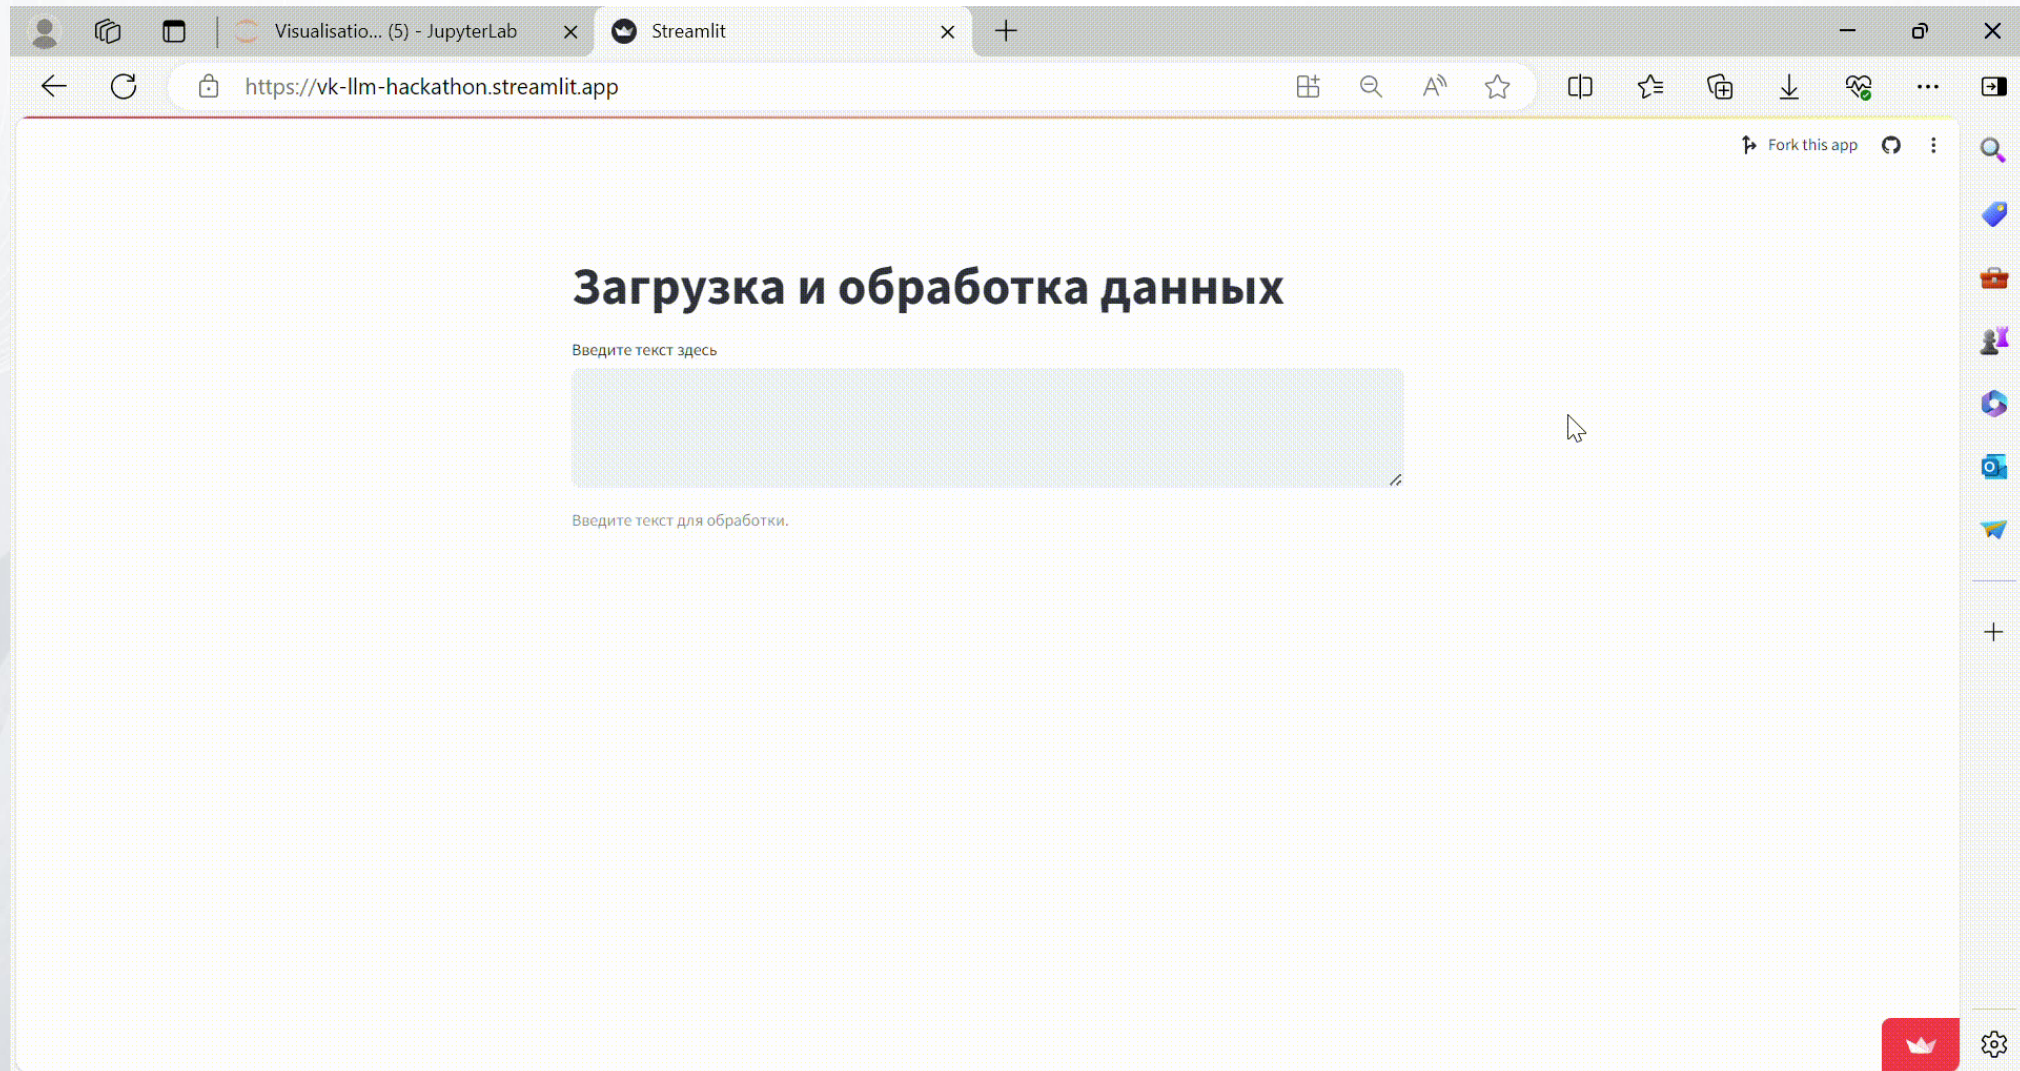 Visualisatio... (5) - JupyterLab
Streamlit
https://vk-llm-hackathon.streamlit.app
Fork this app
Загрузка и обработка данных
Введите текст здесь
Введите текст для обработки.